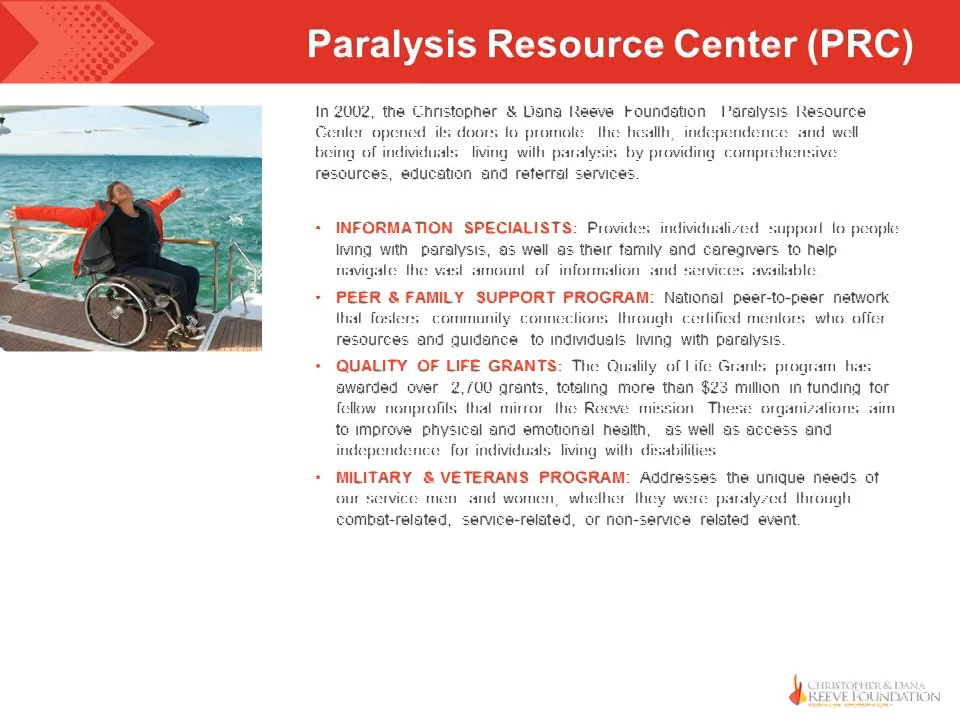 Paralysis Resource Center (PRC)
In 2002, the Christopher & Dana Reeve Foundation Paralysis Resource
Center opened its doors to promote the health, independence and well
being of individuals living with paralysis by providing comprehensive
resources, education and referral services.
• INFORMATION SPECIALISTS: Provides individualized support to people
living with paralysis, as well as their family and caregivers to help
navigate the vast amount of information and services available.
• PEER & FAMILY SUPPORT PROGRAM: National peer-to-peer network
that fosters community connections through certified mentors who offer
resources and guidance to individuals living with paralysis.
• QUALITY OF LIFE GRANTS: The Quality of Life Grants program has
awarded over 2,700 grants, totaling more than $23 million in funding for
fellow nonprofits that mirror the Reeve mission. These organizations aim
to improve physical and emotional health, as well as access and
independence for individuals living with disabilities
• MILITARY & VETERANS PROGRAM: Addresses the unique needs of
our service men and women, whether they were paralyzed through
combat-related, service-related, or non-service related event.
CHRISTOPHER & DANA
REEVE FOUNDATION